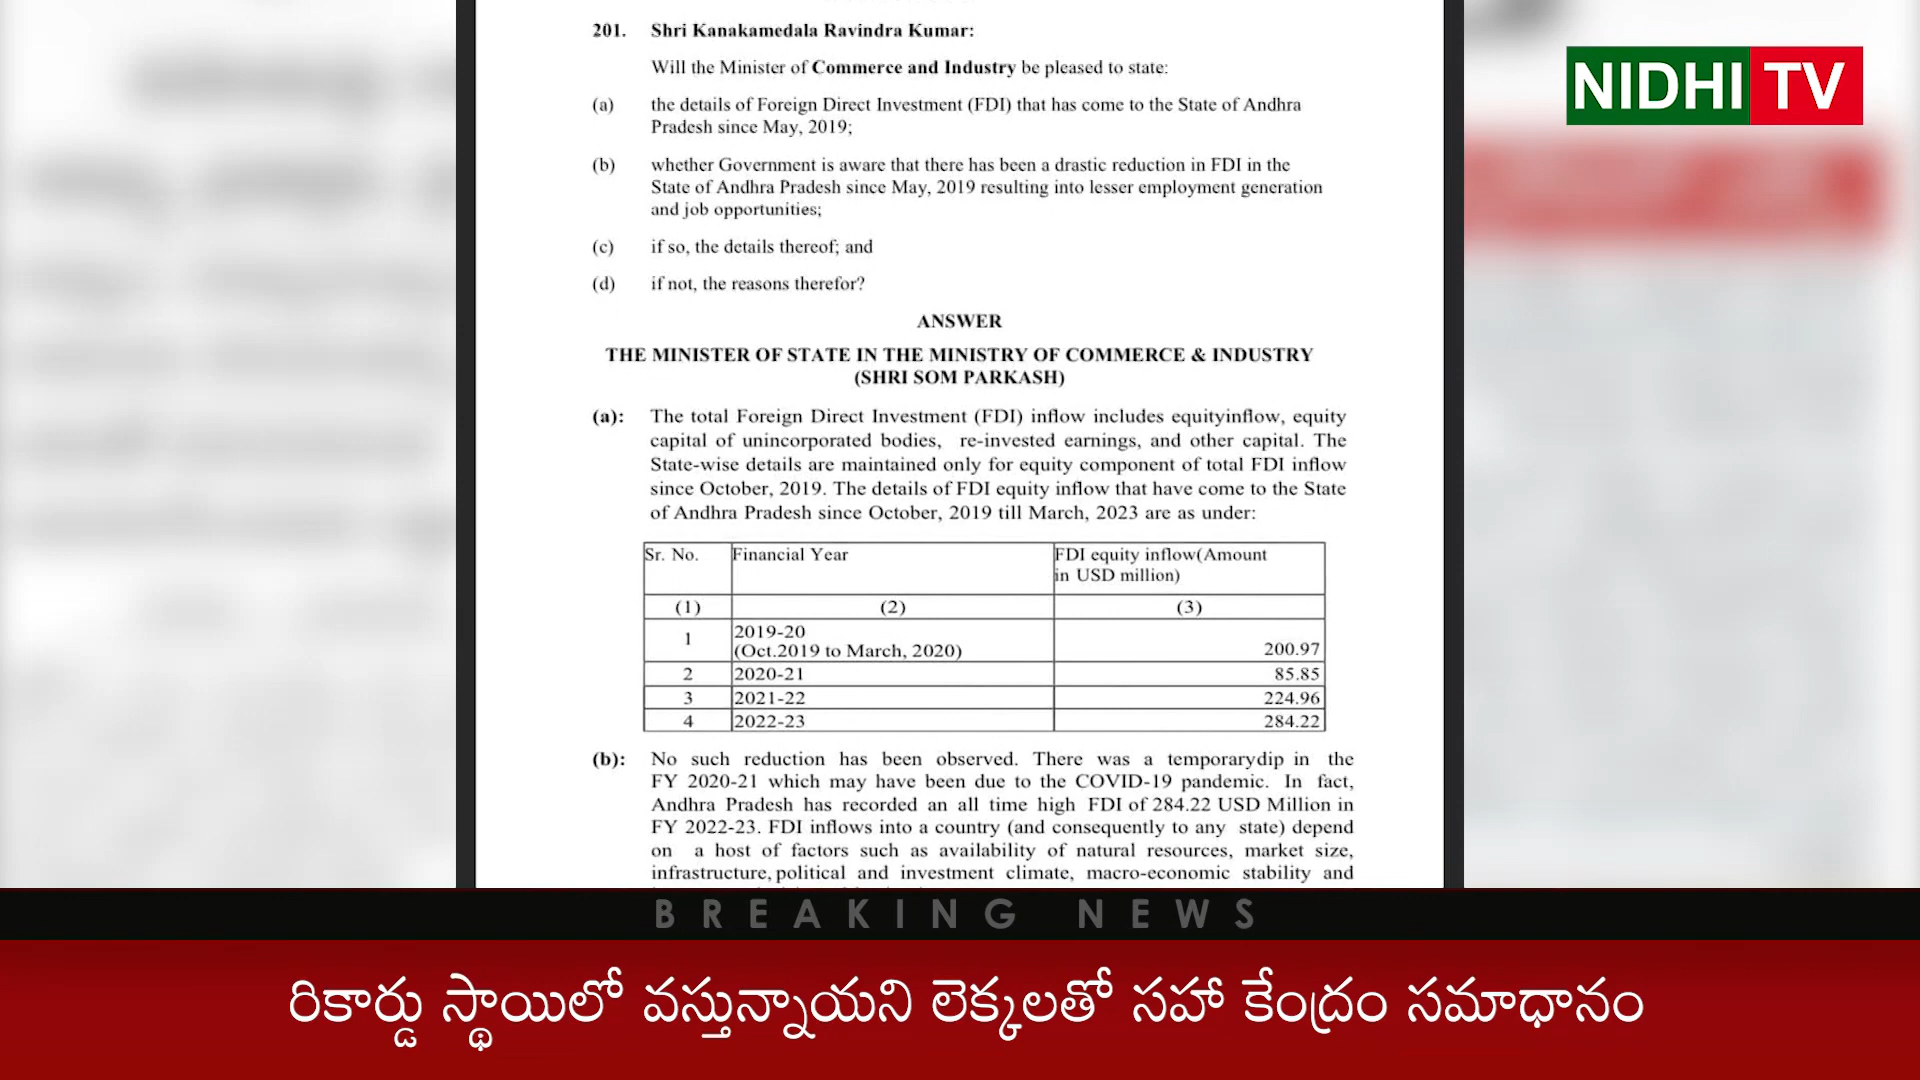 NIDHI TV
201. Shri Kanakamedala Ravindra Kumar:
Will the Minister of Commerce and Industry be pleased to state:
(a) the details of Foreign Direct Investment (FDI) that has come to the State of Andhra
Pradesh since May, 2019;
(b) whether Government is aware that there has been a drastic reduction in FDI in the
State of Andhra Pradesh since May, 2019 resulting into lesser employment generation
and job opportunities;
(c) if so, the details thereof; and
(d) if not, the reasons therefor?
ANSWER
THE MINISTER OF STATE IN THE MINISTRY OF COMMERCE & INDUSTRY
(SHRI SOM PARKASH)
(a): The total Foreign Direct Investment (FDI) inflow includes equityinflow, equity
capital of unincorporated bodies, re-invested earnings, and other capital. The
State-wise details are maintained only for equity component of total FDI inflow
since October, 2019. The details of FDI equity inflow that have come to the State
of Andhra Pradesh since October, 2019 till March, 2023 are as under:
Sr. No. Financial Year FDI equity inflow(Amount
in USD million)
(1) (2) (3)
1 2019-20
(Oct.2019 to March, 2020) 200.97
2 2020-21 85.85
3 2021-22 224.96
4 2022-23 284.22
(b): No such reduction has been observed. There was a temporarydip in the
FY 2020-21 which may have been due to the COVID-19 pandemic. In fact,
Andhra Pradesh has recorded an all time high FDI of 284.22 USD Million in
FY 2022-23. FDI inflows into a country (and consequently to any state) depend
on a host of factors such as availability of natural resources, market size,
infrastructure, political and investment climate, macro-economic stability and
BREAKING NEWS
రికార్డు స్థాయిలో వస్తున్నాయని లెక్కలతో సహా కేంద్రం సమాధానం